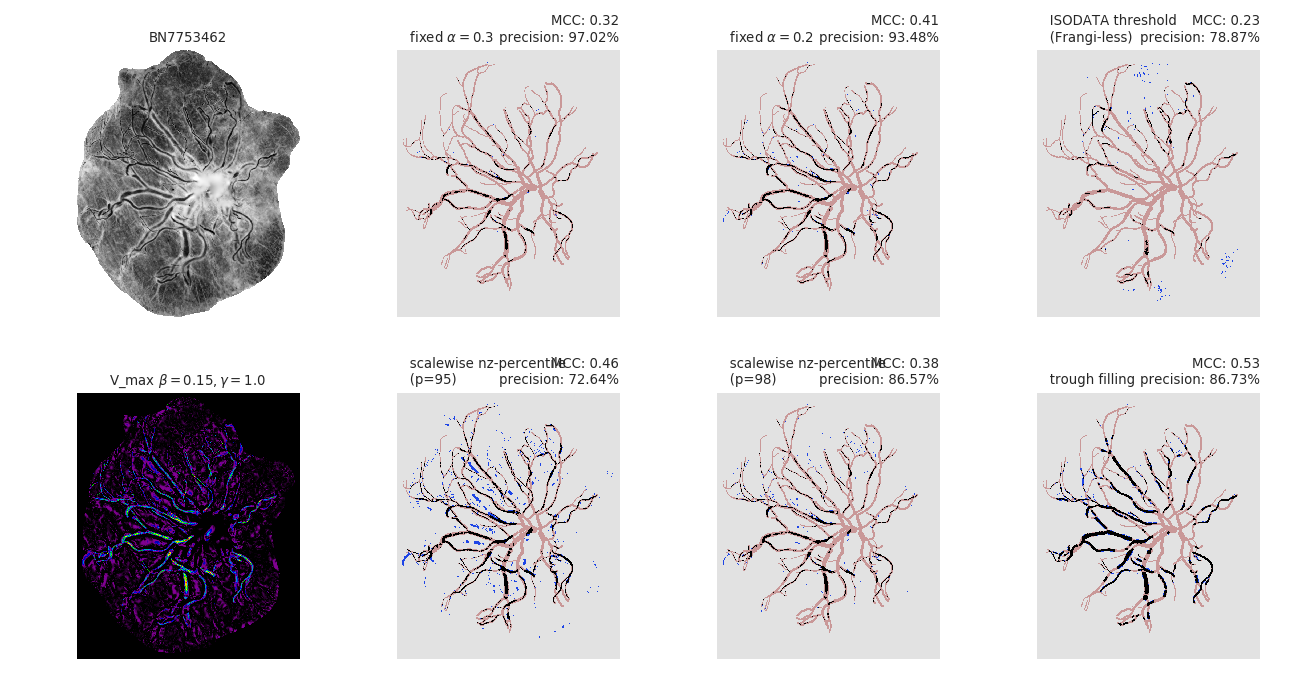 BN7753462
MCC: 0.32
fixed α = 0.3 precision: 97.02%
MCC: 0.41
fixed α = 0.2 precision: 93.48%
ISODATA threshold MCC: 0.23
(Frangi-less) precision: 78.87%
V_max β = 0.15, γ = 1.0
scalewise nz-percentile MCC: 0.46
(p=95) precision: 72.64%
scalewise nz-percentile MCC: 0.38
(p=98) precision: 86.57%
MCC: 0.53
trough filling precision: 86.73%